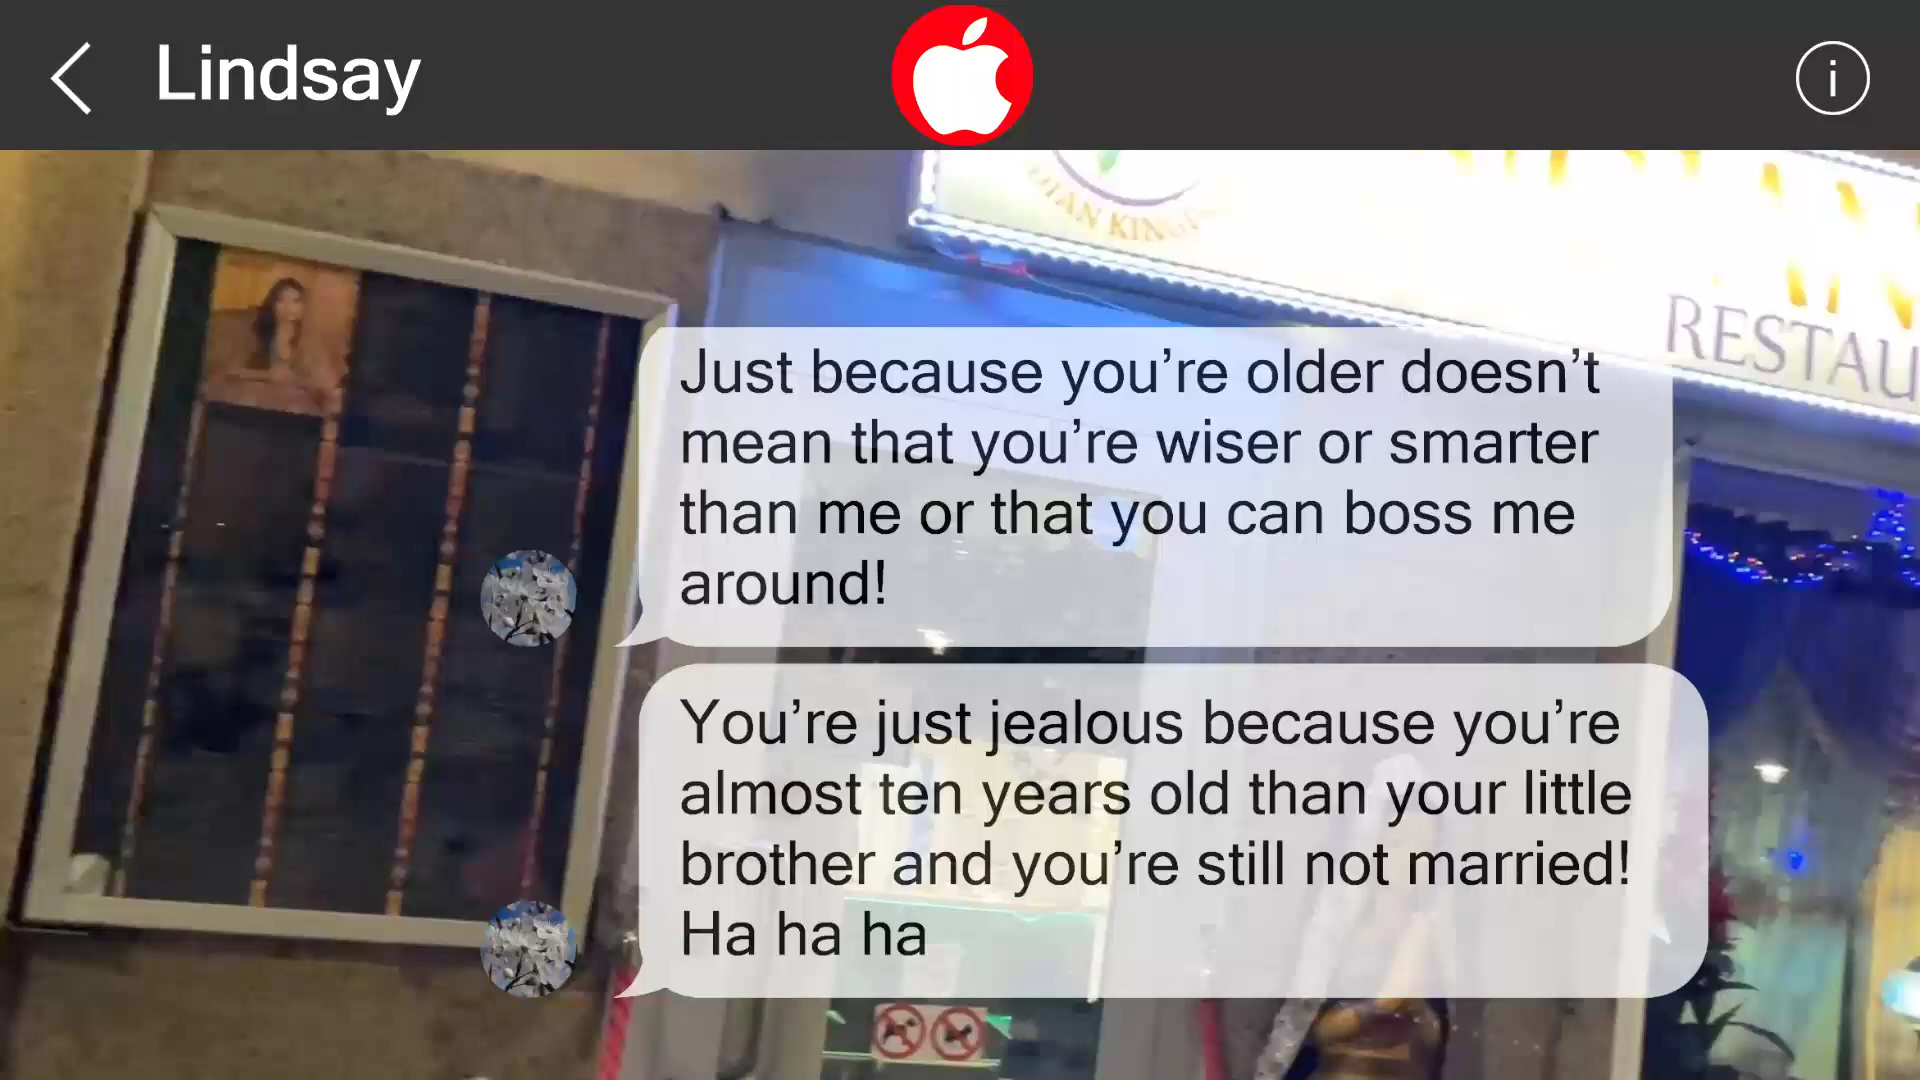 Lindsay
RESTAU
Just because you’re older doesn’t
mean that you’re wiser or smarter
than me or that you can boss me
around!
You’re just jealous because you’re
almost ten years old than your little
brother and you’re still not married!
Ha ha ha